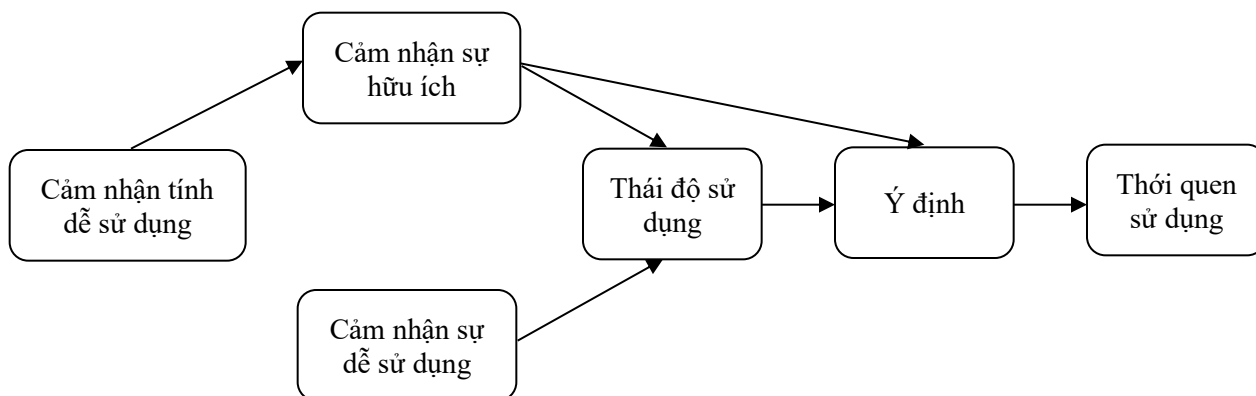 Cảm nhận sự
hữu ích
Cảm nhận tính
dễ sử dụng
Thái độ sử
dụng
Ý định
Thới quen
sử dụng
Cảm nhận sự
dễ sử dụng